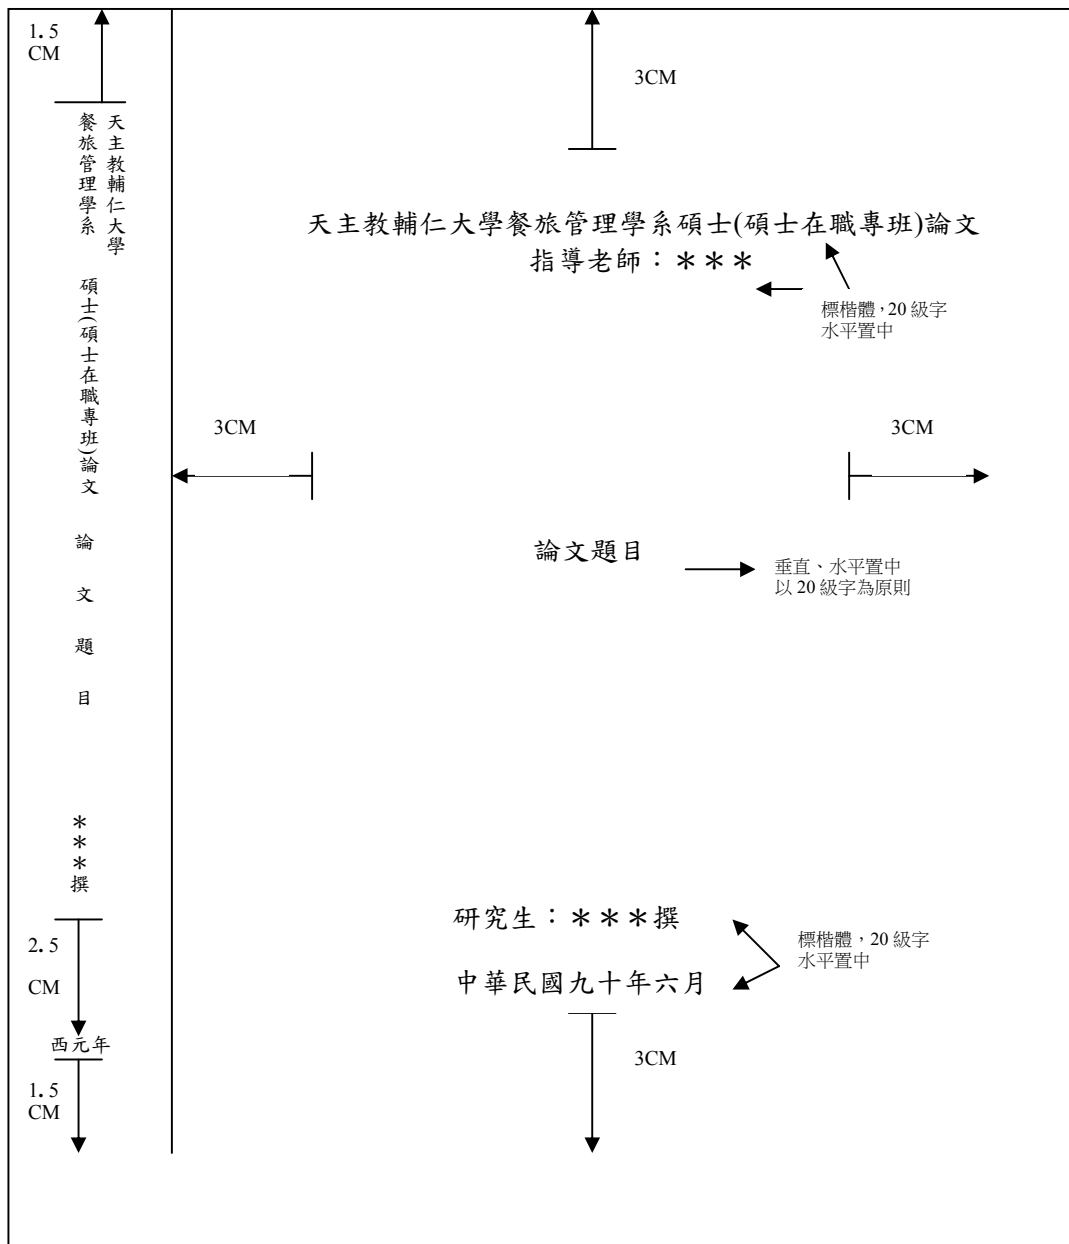 1.5
CM
天主教輔仁大學
餐旅管理學系
碩士(碩士在職專班)論文
論文題目
＊＊＊撰
2.5
CM
西元年
1.5
CM
3CM
天主教輔仁大學餐旅管理學系碩士(碩士在職專班)論文
指導老師：＊＊＊
標楷體，20 級字
水平置中
3CM
3CM
論文題目
垂直、水平置中
以 20 級字為原則
研究生：＊＊＊撰
標楷體，20 級字
水平置中
中華民國九十年六月
3CM